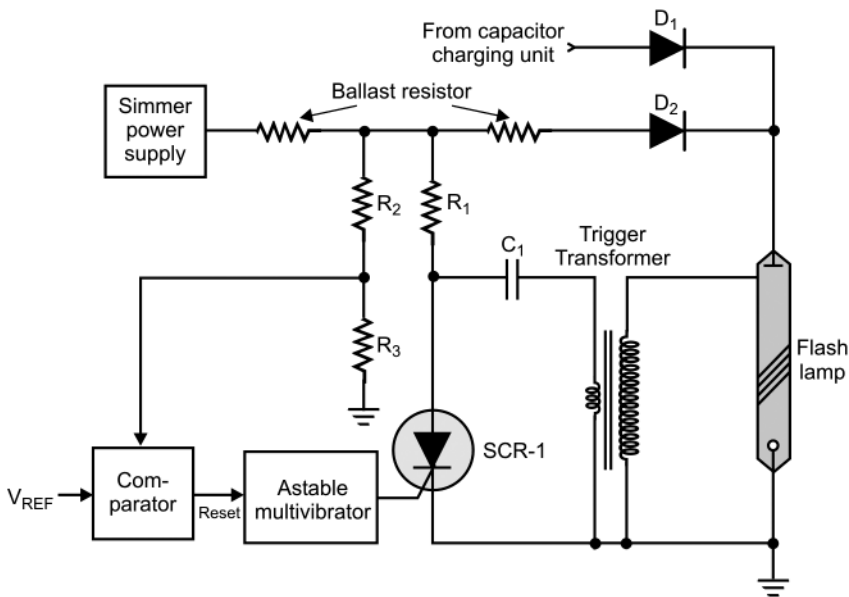 D1
From capacitor
charging unit
Ballast resistor
Simmer
power
supply
D2
R2
R1
Trigger
Transformer
C1
R3
Flash
lamp
SCR-1
Com-
parator
Astable
multivibrator
VREF
Reset